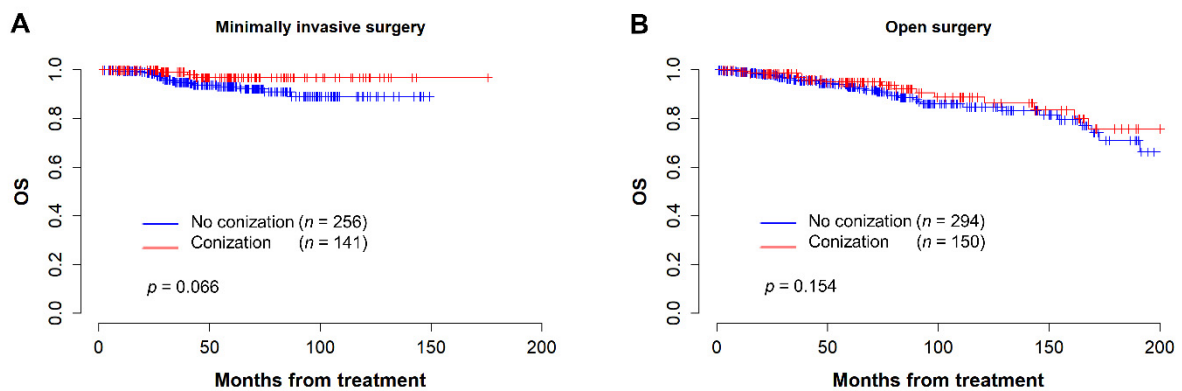 A
Minimally invasive surgery
OS
1.0
0.8
0.6
0.4
0.2
0.0
No conization (n = 256)
Conization (n = 141)
p = 0.066
0 50 100 150 200
Months from treatment
B
Open surgery
OS
1.0
0.8
0.6
0.4
0.2
0.0
No conization (n = 294)
Conization (n = 150)
p = 0.154
0 50 100 150 200
Months from treatment